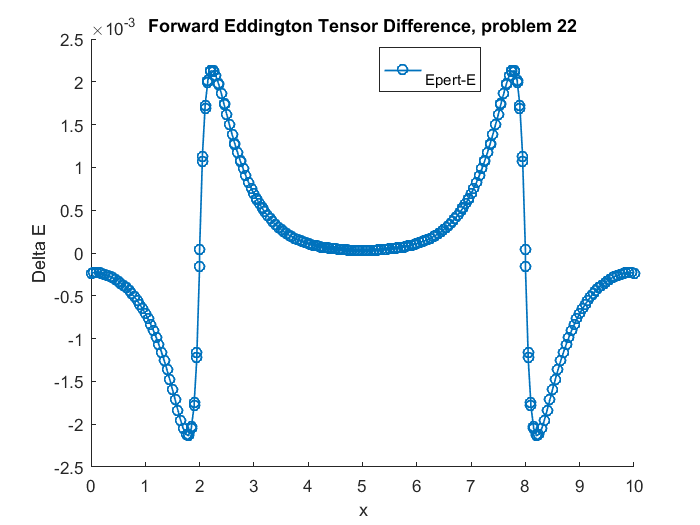 ×10⁻³
Forward Eddington Tensor Difference, problem 22
2.5
2
1.5
1
0.5
0
-0.5
-1
-1.5
-2
-2.5
Delta E
Epert-E
0 1 2 3 4 5 6 7 8 9 10
x